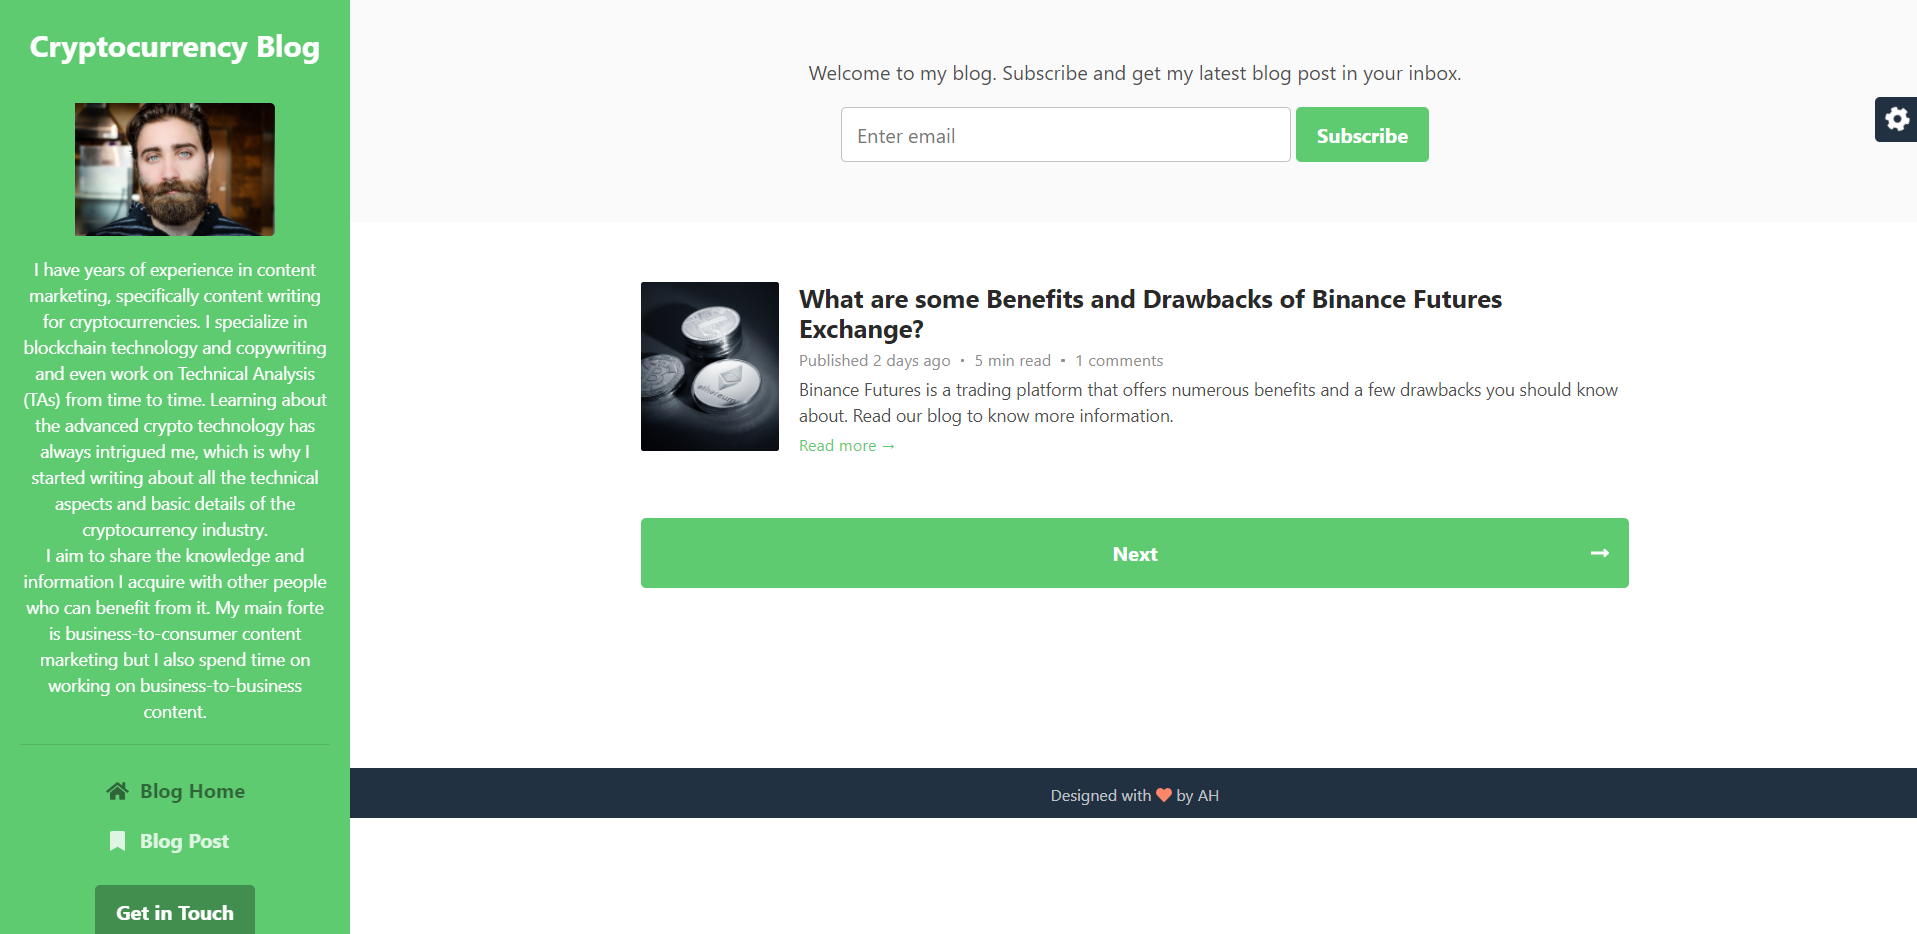 Cryptocurrency Blog
I have years of experience in content
marketing, specifically content writing
for cryptocurrencies. I specialize in
blockchain technology and copywriting
and even work on Technical Analysis
(TAs) from time to time. Learning about
the advanced crypto technology has
always intrigued me, which is why I
started writing about all the technical
aspects and basic details of the
cryptocurrency industry.
I aim to share the knowledge and
information I acquire with other people
who can benefit from it. My main forte
is business-to-consumer content
marketing but I also spend time on
working on business-to-business
content.
Blog Home
Blog Post
Get in Touch
Welcome to my blog. Subscribe and get my latest blog post in your inbox.
Enter email
Subscribe
ethereum
What are some Benefits and Drawbacks of Binance Futures
Exchange?
Published 2 days ago • 5 min read • 1 comments
Binance Futures is a trading platform that offers numerous benefits and a few drawbacks you should know
about. Read our blog to know more information.
Read more →
Next →
Designed with ❤ by AH